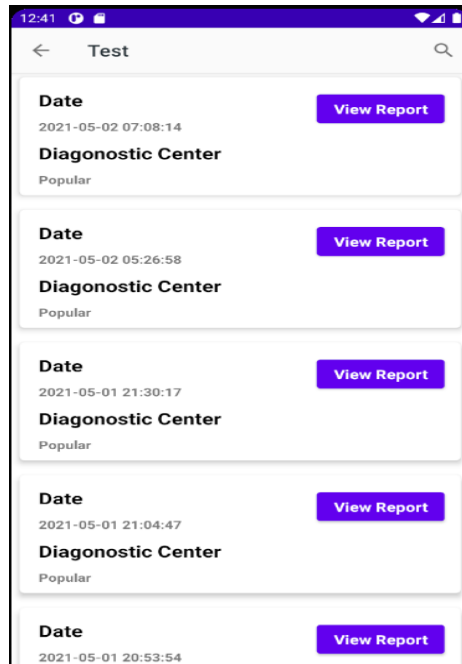 12:41
Test
Date
View Report
2021-05-02 07:08:14
Diagonostic Center
Popular
Date
View Report
2021-05-02 05:26:58
Diagonostic Center
Popular
Date
View Report
2021-05-01 21:30:17
Diagonostic Center
Popular
Date
View Report
2021-05-01 21:04:47
Diagonostic Center
Popular
Date
View Report
2021-05-01 20:53:54